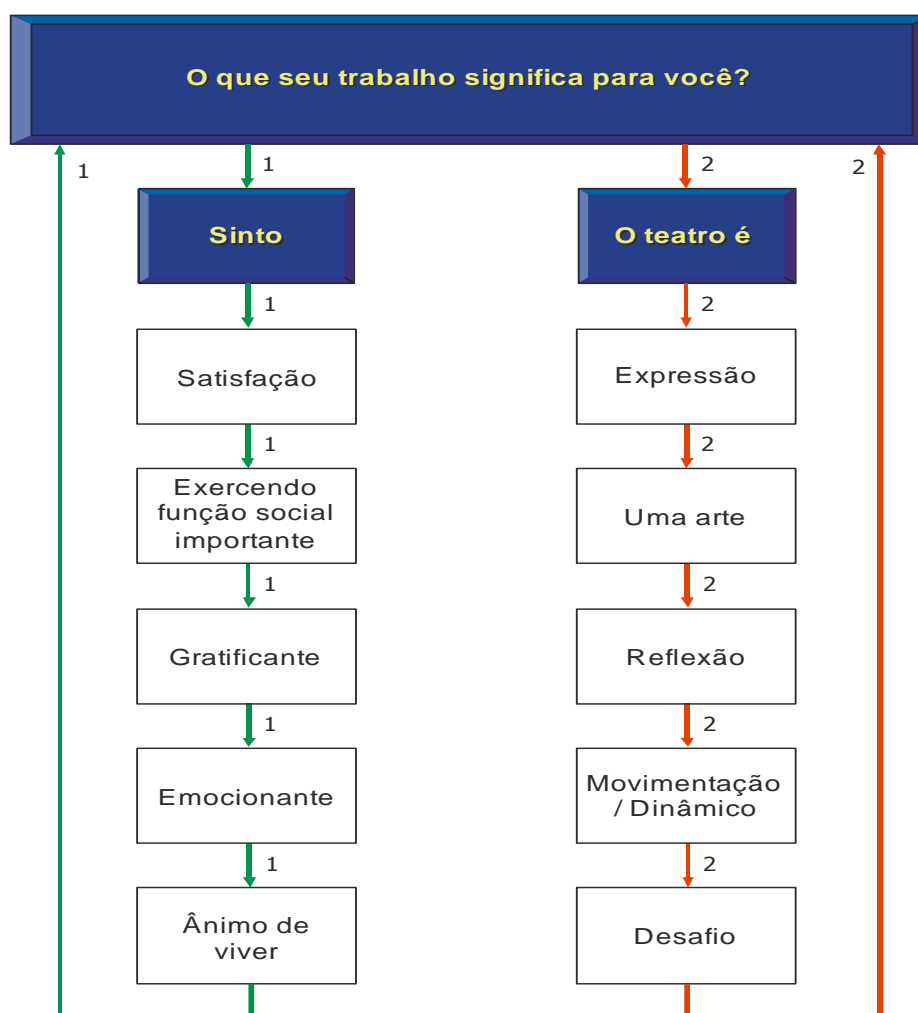 O que seu trabalho significa para você?
1
1
2
2
Sinto
O teatro é
1
2
Satisfação
Expressão
1
2
Exercendo
função social
importante
Uma arte
1
2
Gratificante
Reflexão
1
2
Emocionante
Movimentação
/ Dinâmico
1
2
Ânimo de
viver
Desafio